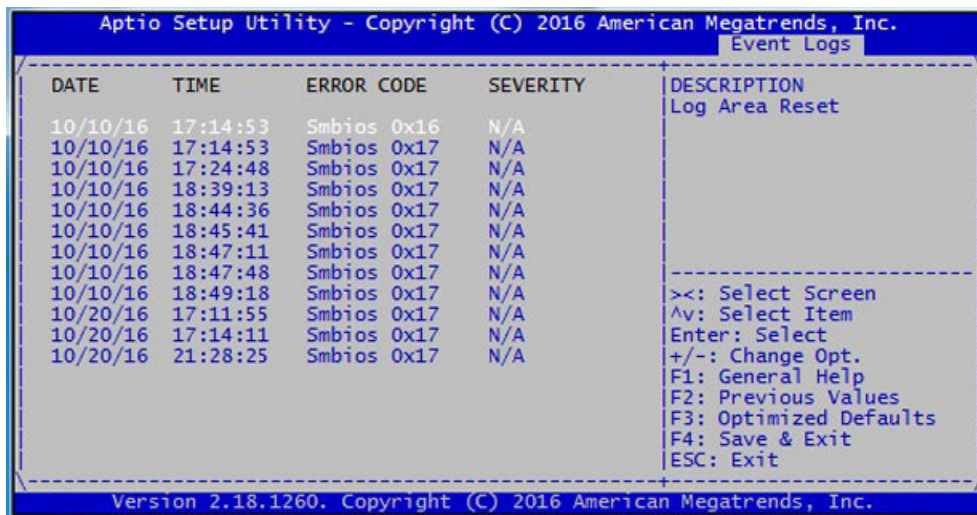 Aptio Setup Utility - Copyright (C) 2016 American Megatrends, Inc.
Event Logs
DATE TIME ERROR CODE SEVERITY
10/10/16 17:14:53 Smbios 0x16 N/A
10/10/16 17:14:53 Smbios 0x17 N/A
10/10/16 17:24:48 Smbios 0x17 N/A
10/10/16 18:39:13 Smbios 0x17 N/A
10/10/16 18:44:36 Smbios 0x17 N/A
10/10/16 18:45:41 Smbios 0x17 N/A
10/10/16 18:47:11 Smbios 0x17 N/A
10/10/16 18:47:48 Smbios 0x17 N/A
10/10/16 18:49:18 Smbios 0x17 N/A
10/20/16 17:11:55 Smbios 0x17 N/A
10/20/16 17:14:11 Smbios 0x17 N/A
10/20/16 21:28:25 Smbios 0x17 N/A
DESCRIPTION
Log Area Reset
><: Select Screen
^v: Select Item
Enter: Select
+/-: Change Opt.
F1: General Help
F2: Previous Values
F3: Optimized Defaults
F4: Save & Exit
ESC: Exit
Version 2.18.1260. Copyright (C) 2016 American Megatrends, Inc.